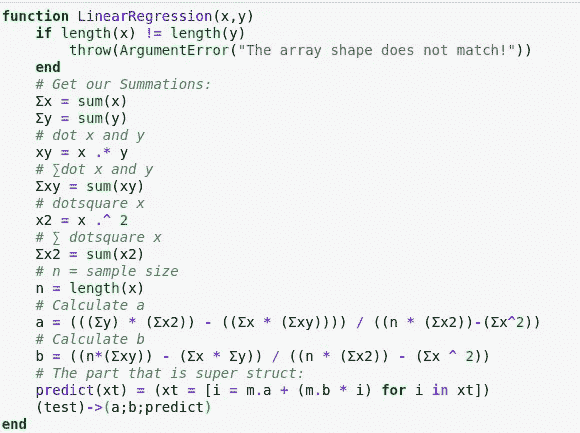 function LinearRegression(x,y)
    if length(x) != length(y)
        throw(ArgumentError("The array shape does not match!"))
    end
    # Get our Summations:
    Σx = sum(x)
    Σy = sum(y)
    # dot x and y
    xy = x .* y
    # ∑dot x and y
    Σxy = sum(xy)
    # dotsquare x
    x2 = x .^ 2
    # ∑ dotsquare x
    Σx2 = sum(x2)
    # n = sample size
    n = length(x)
    # Calculate a
    a = (((Σy) * (Σx2)) - ((Σx * (Σxy)))) / ((n * (Σx2))-(Σx^2))
    # Calculate b
    b = ((n*(Σxy)) - (Σx * Σy)) / ((n * (Σx2)) - (Σx ^ 2))
    # The part that is super struct:
    predict(xt) = (xt = [i = m.a + (m.b * i) for i in xt])
    (test)->(a;b;predict)
end